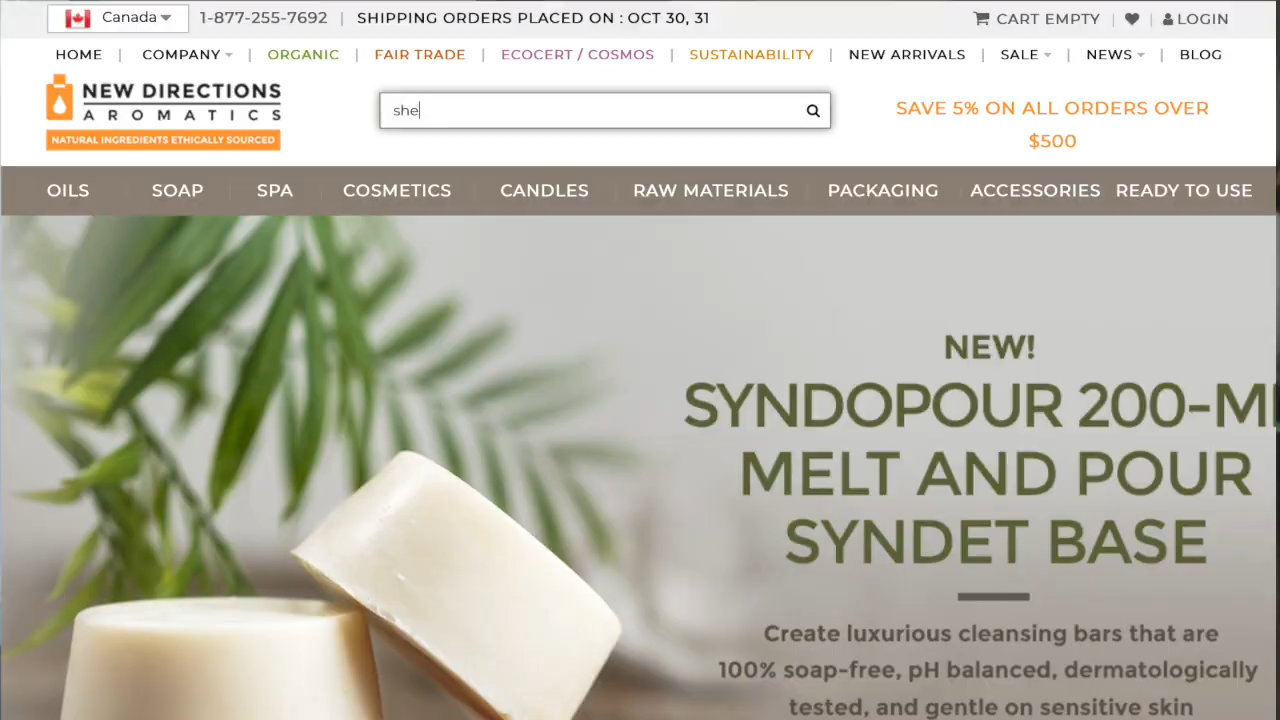 Canada 1-877-255-7692 | SHIPPING ORDERS PLACED ON : OCT 30, 31 CART EMPTY | | LOGIN
HOME | COMPANY | ORGANIC | FAIR TRADE | ECOCERT / COSMOS | SUSTAINABILITY | NEW ARRIVALS | SALE | NEWS | BLOG
NEW DIRECTIONS
AROMATICS
NATURAL INGREDIENTS ETHICALLY SOURCED
she
SAVE 5% ON ALL ORDERS OVER
$500
OILS SOAP SPA COSMETICS CANDLES RAW MATERIALS PACKAGING ACCESSORIES READY TO USE
NEW!
SYNDOPOUR 200-M
MELT AND POUR
SYNDET BASE
Create luxurious cleansing bars that are
100% soap-free, pH balanced, dermatologically
tested, and gentle on sensitive skin